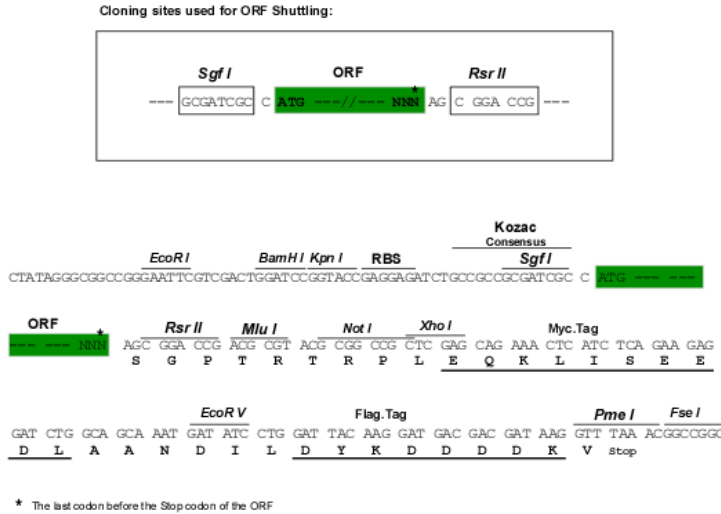 Cloning sites used for ORF Shuttling:
Sgf I ORF Rsr II
*
--- GCGATCGC C ATG ---//--- NNN AG C GGA CCG ---
Kozac
Consensus
EcoR I BamH I Kpn I RBS Sgf I
CTATAGGGCGGCCGGGAATTCGTCGACTGGATCCGGTACCGAGGAGATCTGCCGCCGCGATCGC C ATG --- ---
ORF * Rsr II Mlu I Not I Xho I Myc.Tag
--- --- NNN AGC GGA CCG ACG CGT ACG CGG CCG CTC GAG CAG AAA CTC ATC TCA GAA GAG
S G P T R T R P L E Q K L I S E E
EcoR V Flag.Tag Pme I Fse I
GAT CTG GCA GCA AAT GAT ATC CTG GAT TAC AAG GAT GAC GAC GAT AAG GTT TAA ACGGCCGGC
D L A A N D I L D Y K D D D D K V Stop
* The last codon before the Stop codon of the ORF